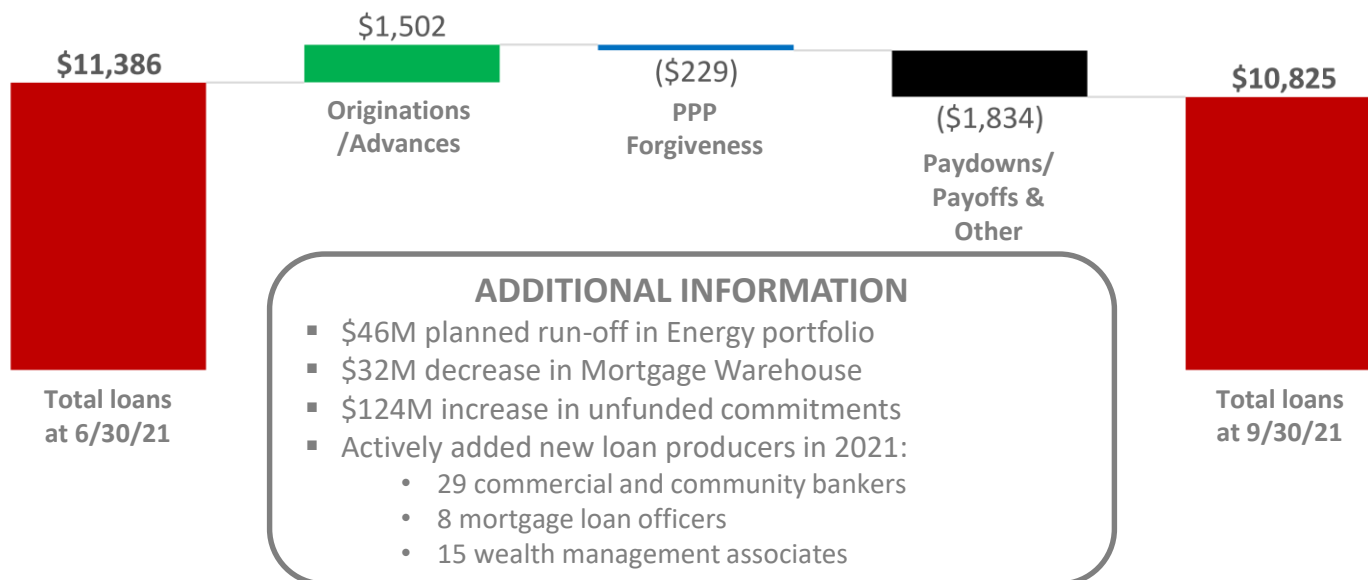 $11,386
Total loans
at 6/30/21
$1,502
Originations
/Advances
($229)
PPP
Forgiveness
($1,834)
Paydowns/
Payoffs &
Other
$10,825
Total loans
at 9/30/21
ADDITIONAL INFORMATION
▪ $46M planned run-off in Energy portfolio
▪ $32M decrease in Mortgage Warehouse
▪ $124M increase in unfunded commitments
▪ Actively added new loan producers in 2021:
• 29 commercial and community bankers
• 8 mortgage loan officers
• 15 wealth management associates